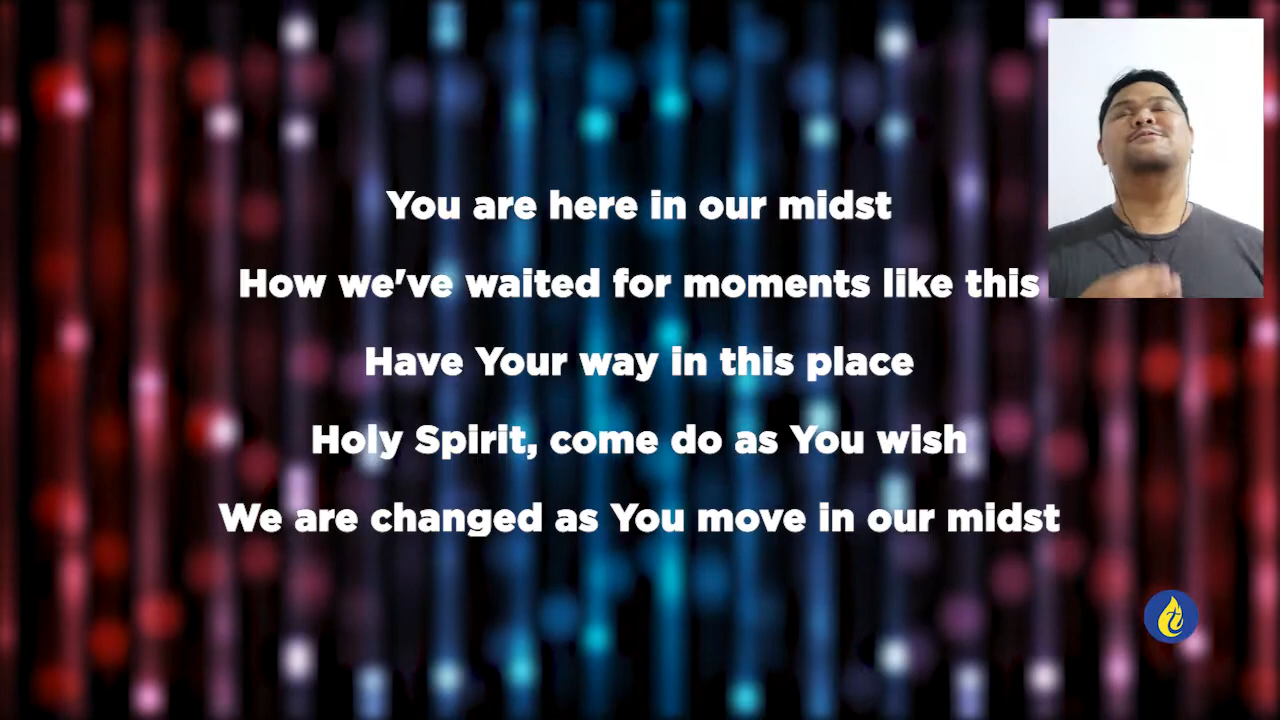 You are here in our midst
How we've waited for moments like this
Have Your way in this place
Holy Spirit, come do as You wish
We are changed as You move in our midst